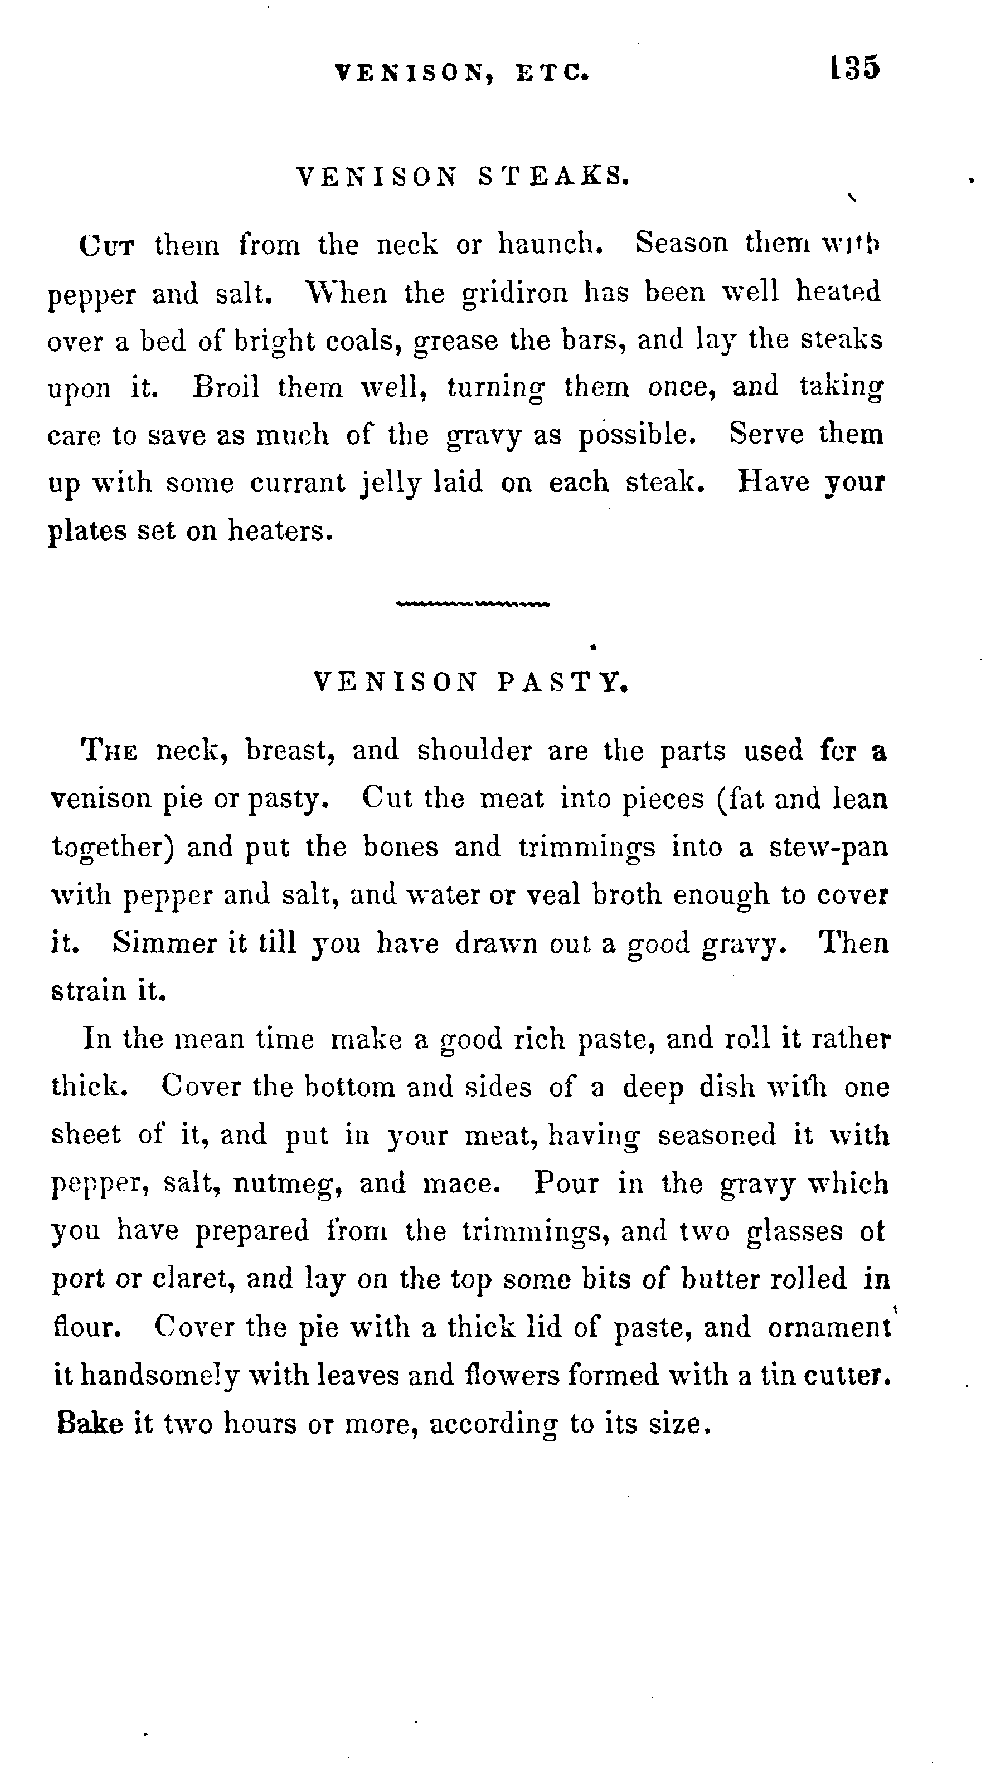 VENISON, ETC. 135
VENISON STEAKS.
CUT them from the neck or haunch. Season them with
pepper and salt. When the gridiron has been well heated
over a bed of bright coals, grease the bars, and lay the steaks
upon it. Broil them well, turning them once, and taking
care to save as much of the gravy as possible. Serve them
up with some currant jelly laid on each steak. Have your
plates set on heaters.
VENISON PASTY.
THE neck, breast, and shoulder are the parts used for a
venison pie or pasty. Cut the meat into pieces (fat and lean
together) and put the bones and trimmings into a stew-pan
with pepper and salt, and water or veal broth enough to cover
it. Simmer it till you have drawn out a good gravy. Then
strain it.
In the mean time make a good rich paste, and roll it rather
thick. Cover the bottom and sides of a deep dish with one
sheet of it, and put in your meat, having seasoned it with
pepper, salt, nutmeg, and mace. Pour in the gravy which
you have prepared from the trimmings, and two glasses of
port or claret, and lay on the top some bits of butter rolled in
flour. Cover the pie with a thick lid of paste, and ornament
it handsomely with leaves and flowers formed with a tin cutter.
Bake it two hours or more, according to its size.